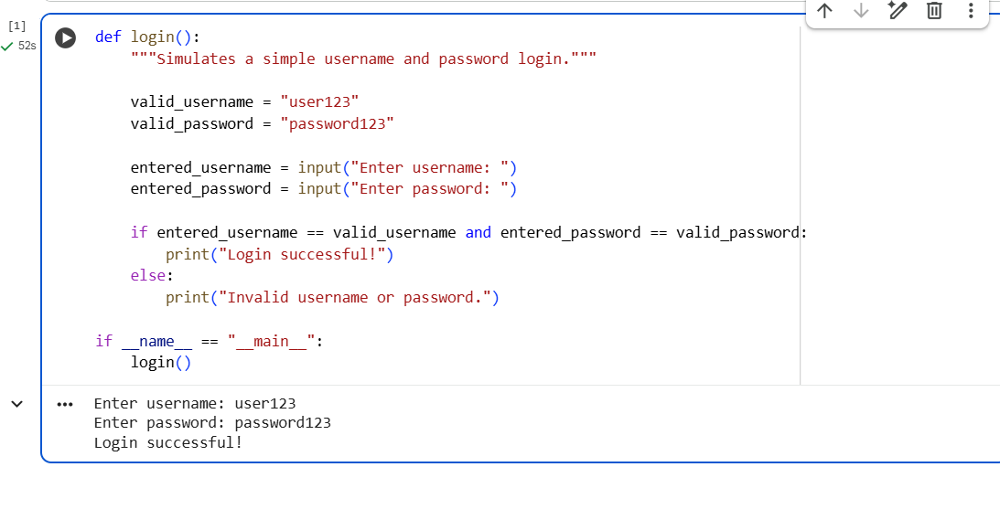 [1]
52s
def login():
    """Simulates a simple username and password login."""
    valid_username = "user123"
    valid_password = "password123"
    entered_username = input("Enter username: ")
    entered_password = input("Enter password: ")
    if entered_username == valid_username and entered_password == valid_password:
        print("Login successful!")
    else:
        print("Invalid username or password.")
if __name__ == "__main__":
    login()
Enter username: user123
Enter password: password123
Login successful!